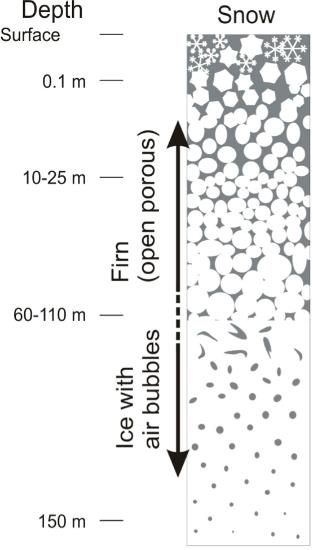 Depth
Snow
Surface
0.1 m
10-25 m
Firn
(open porous)
60-110 m
Ice with
air bubbles
150 m